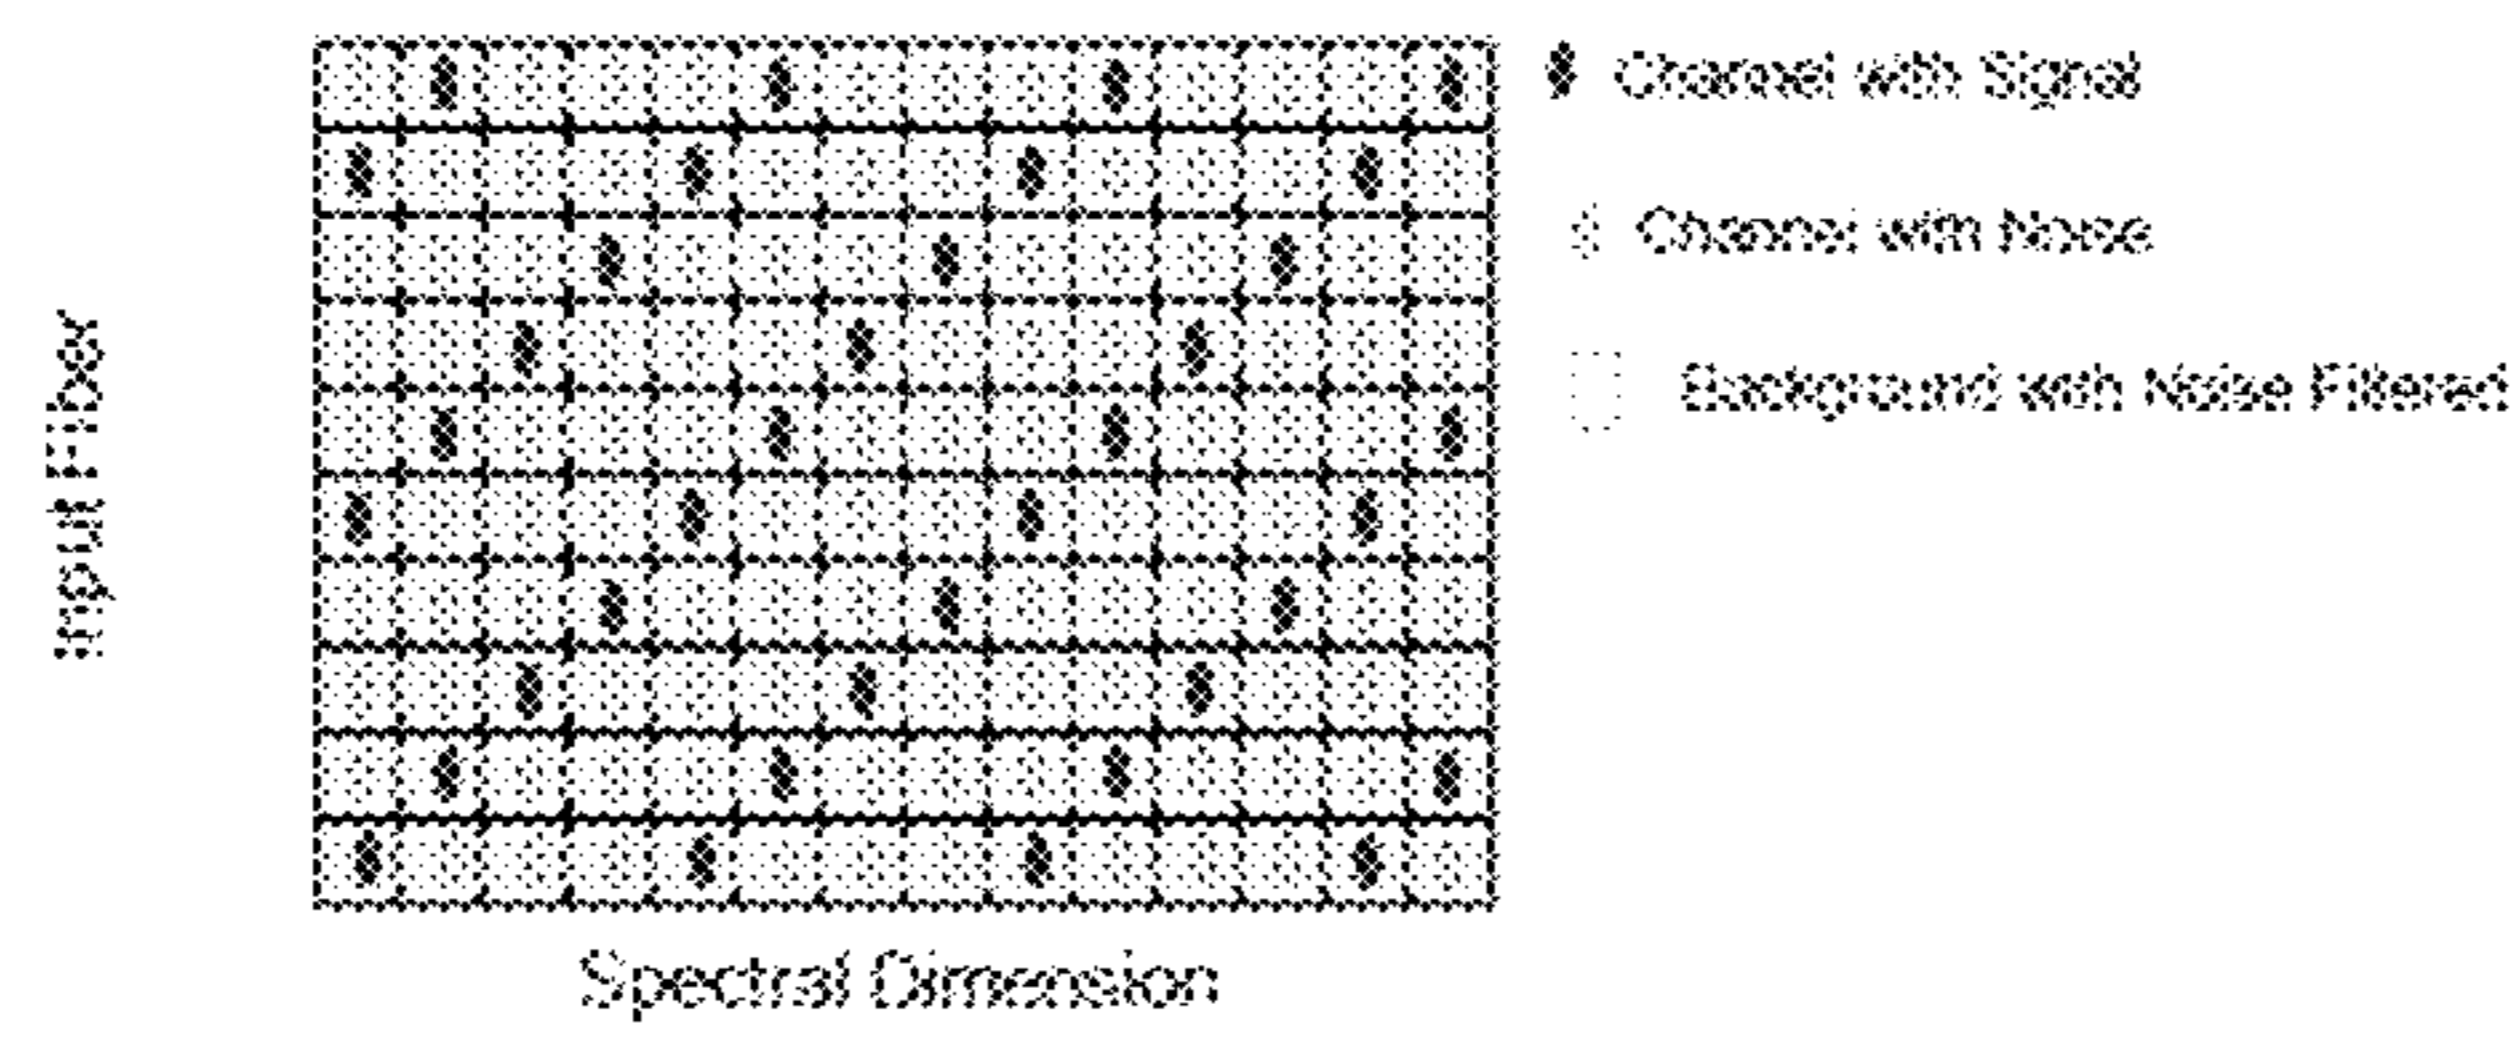 Channel with Signal
Channel with Noise
Background with Noise Filtered
Input Fiber
Spectral Dimension